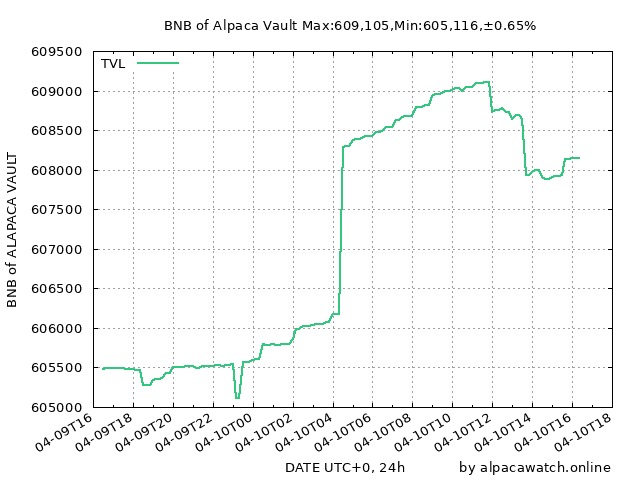 BNB of Alpaca Vault Max:609,105,Min:605,116,±0.65%
TVL
609500
609000
608500
608000
607500
607000
606500
606000
605500
605000
BNB of ALAPACA VAULT
04-09T16
04-09T18
04-09T20
04-09T22
04-10T00
04-10T02
04-10T04
04-10T06
04-10T08
04-10T10
04-10T12
04-10T14
04-10T16
04-10T18
DATE UTC+0, 24h
by alpacawatch.online